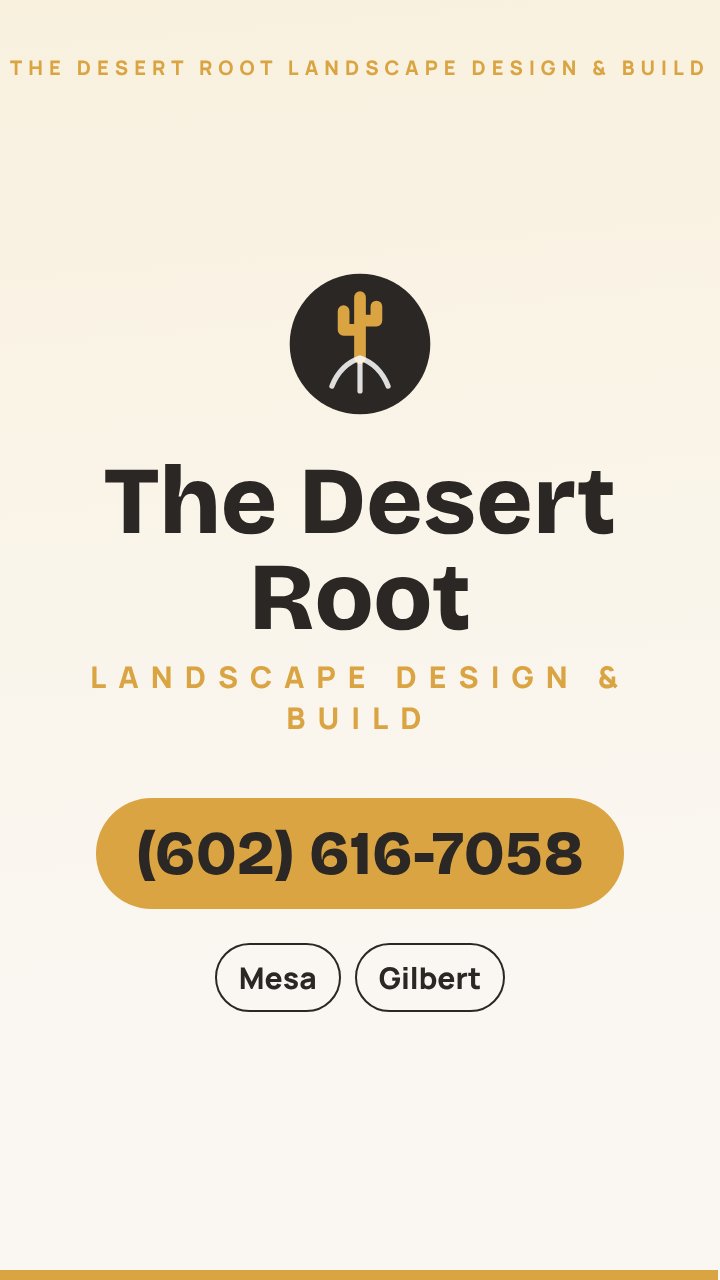 THE DESERT ROOT LANDSCAPE DESIGN & BUILD
The Desert
Root
LANDSCAPE DESIGN &
BUILD
(602) 616-7058
Mesa
Gilbert